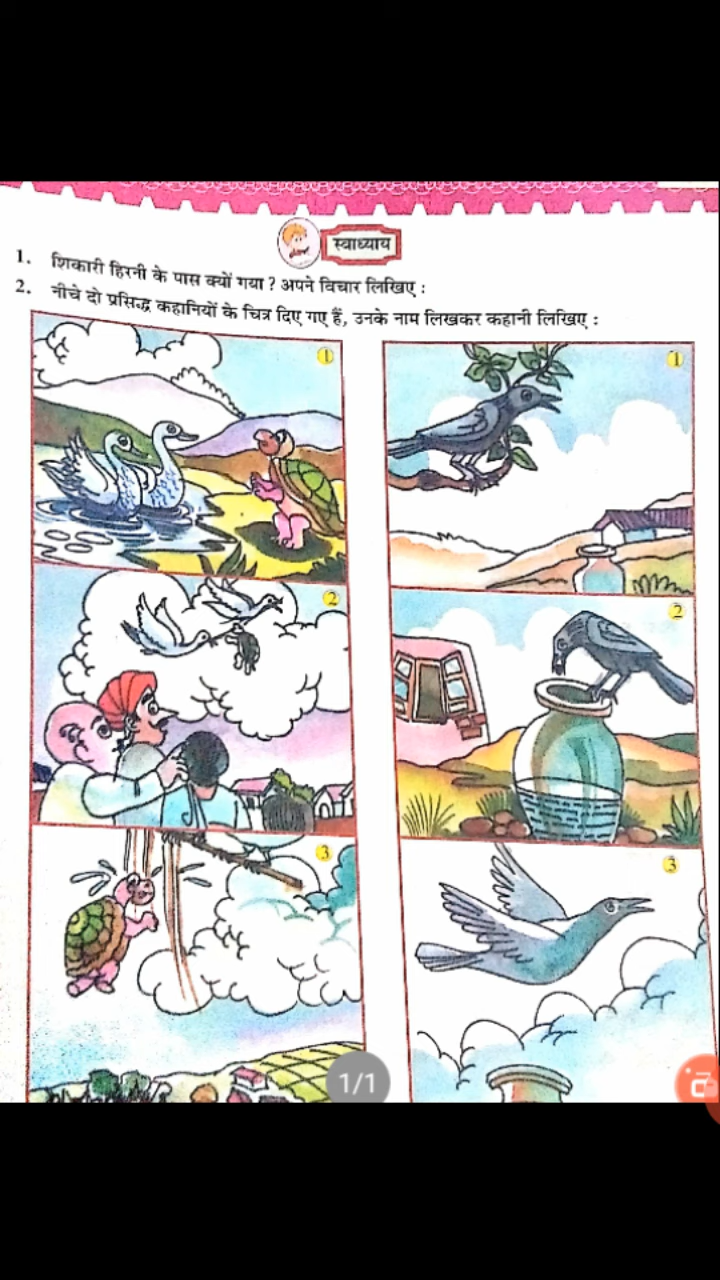 स्वाध्याय
1. शिकारी हिरनी के पास क्यों गया ? अपने विचार लिखिए :
2. नीचे दो प्रसिद्ध कहानियों के चित्र दिए गए हैं, उनके नाम लिखकर कहानी लिखिए :
1
1
2
2
3
3
1/1